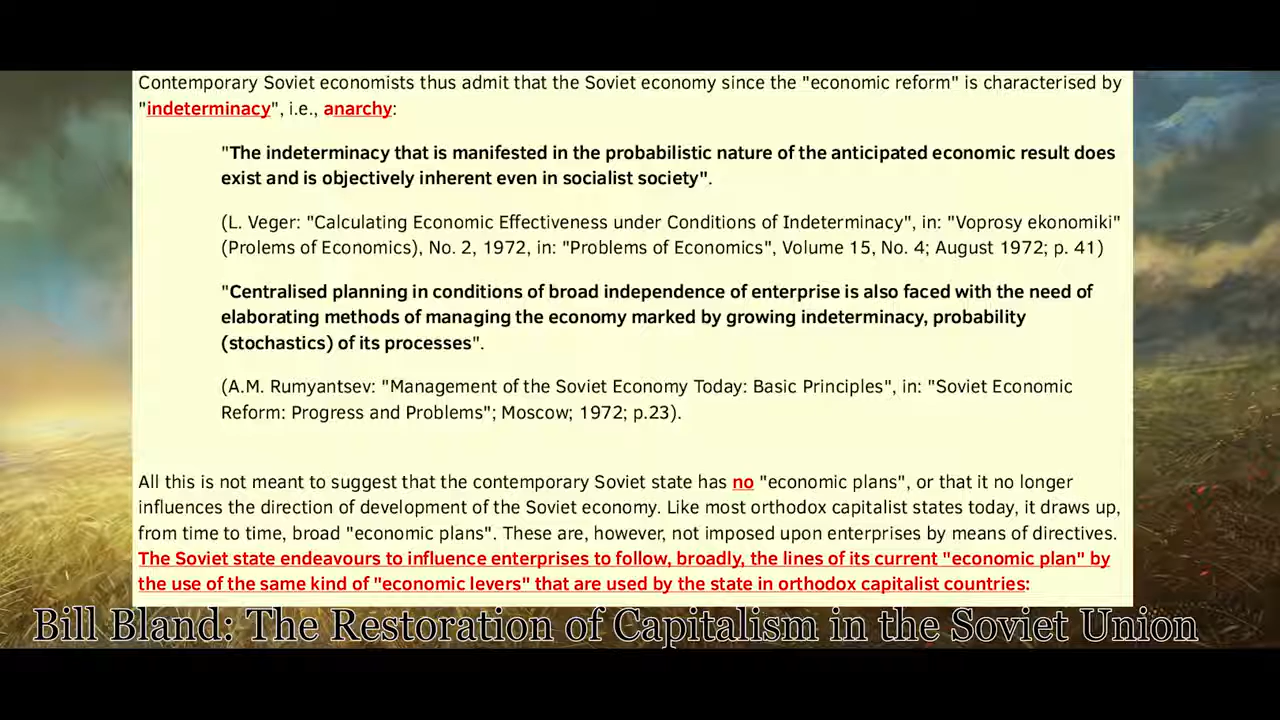 Contemporary Soviet economists thus admit that the Soviet economy since the "economic reform" is characterised by
"indeterminacy", i.e., anarchy:
"The indeterminacy that is manifested in the probabilistic nature of the anticipated economic result does
exist and is objectively inherent even in socialist society".
(L. Veger: "Calculating Economic Effectiveness under Conditions of Indeterminacy", in: "Voprosy ekonomiki"
(Prolems of Economics), No. 2, 1972, in: "Problems of Economics", Volume 15, No. 4; August 1972; p. 41)
"Centralised planning in conditions of broad independence of enterprise is also faced with the need of
elaborating methods of managing the economy marked by growing indeterminacy, probability
(stochastics) of its processes".
(A.M. Rumyantsev: "Management of the Soviet Economy Today: Basic Principles", in: "Soviet Economic
Reform: Progress and Problems"; Moscow; 1972; p.23).
All this is not meant to suggest that the contemporary Soviet state has no "economic plans", or that it no longer
influences the direction of development of the Soviet economy. Like most orthodox capitalist states today, it draws up,
from time to time, broad "economic plans". These are, however, not imposed upon enterprises by means of directives.
The Soviet state endeavours to influence enterprises to follow, broadly, the lines of its current "economic plan" by
the use of the same kind of "economic levers" that are used by the state in orthodox capitalist countries:
Bill Bland: The Restoration of Capitalism in the Soviet Union